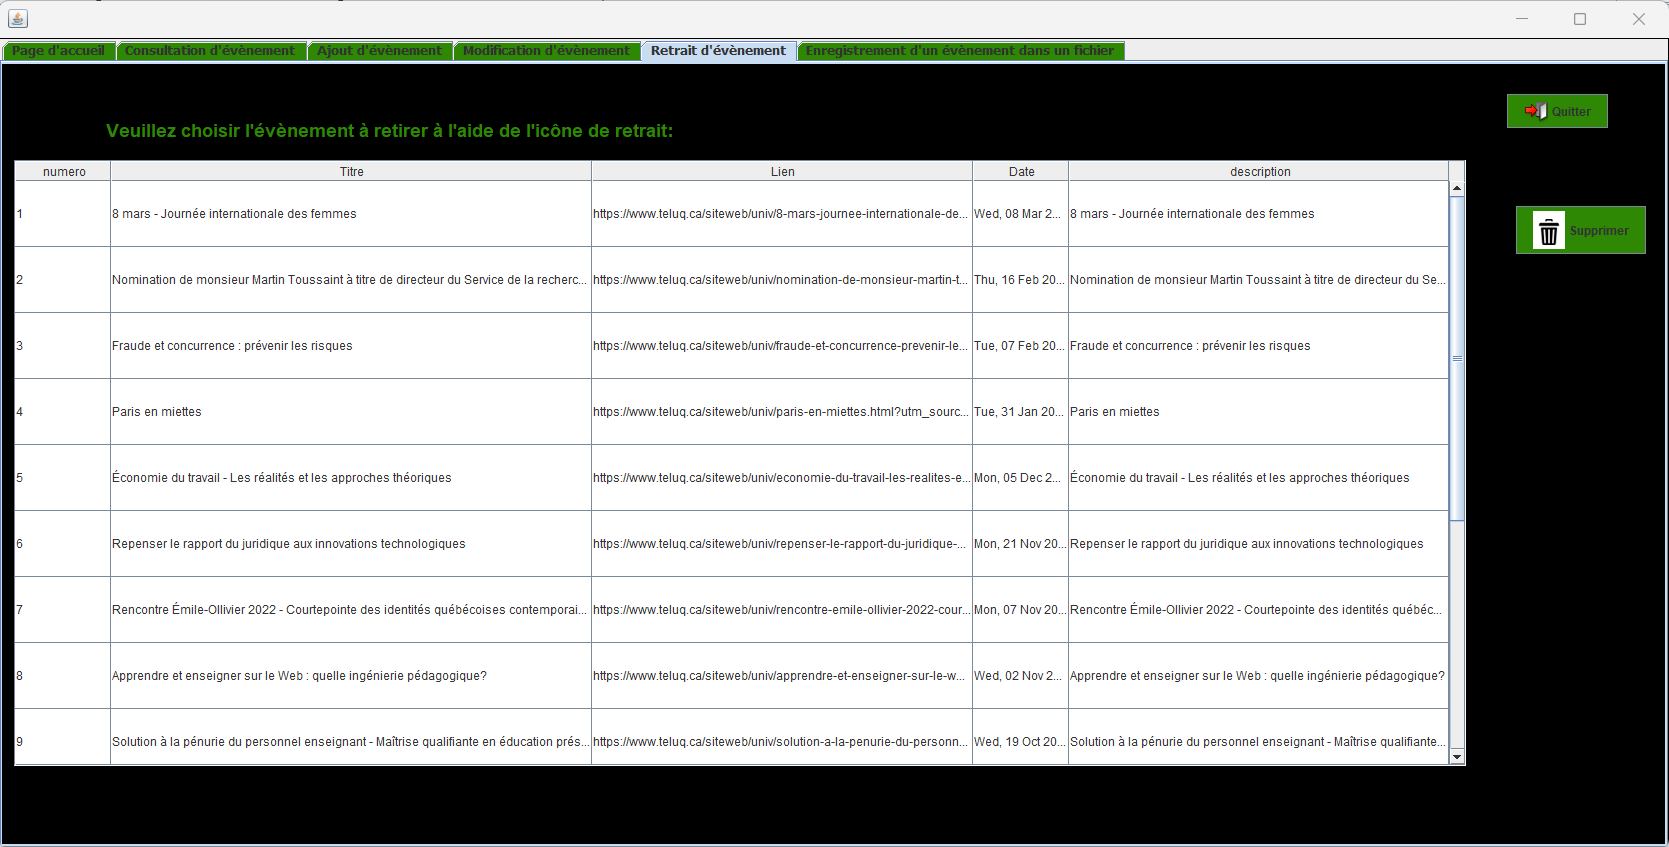 Page d'accueil Consultation d'évènement Ajout d'évènement Modification d'évènement Retrait d'évènement Enregistrement d'un évènement dans un fichier
Quitter
Veuillez choisir l'évènement à retirer à l'aide de l'icône de retrait:
numero Titre Lien Date description
1 8 mars - Journée internationale des femmes https://www.teluq.ca/siteweb/univ/8-mars-journee-internationale-de... Wed, 08 Mar 2... 8 mars - Journée internationale des femmes
Supprimer
2 Nomination de monsieur Martin Toussaint à titre de directeur du Service de la recherc... https://www.teluq.ca/siteweb/univ/nomination-de-monsieur-martin-t... Thu, 16 Feb 20... Nomination de monsieur Martin Toussaint à titre de directeur du Se...
3 Fraude et concurrence : prévenir les risques https://www.teluq.ca/siteweb/univ/fraude-et-concurrence-prevenir-le... Tue, 07 Feb 20... Fraude et concurrence : prévenir les risques
4 Paris en miettes https://www.teluq.ca/siteweb/univ/paris-en-miettes.html?utm_sourc... Tue, 31 Jan 20... Paris en miettes
5 Économie du travail - Les réalités et les approches théoriques https://www.teluq.ca/siteweb/univ/economie-du-travail-les-realites-e... Mon, 05 Dec 2... Économie du travail - Les réalités et les approches théoriques
6 Repenser le rapport du juridique aux innovations technologiques https://www.teluq.ca/siteweb/univ/repenser-le-rapport-du-juridique-... Mon, 21 Nov 20... Repenser le rapport du juridique aux innovations technologiques
7 Rencontre Émile-Ollivier 2022 - Courtepointe des identités québécoises contemporai... https://www.teluq.ca/siteweb/univ/rencontre-emile-ollivier-2022-cour... Mon, 07 Nov 20... Rencontre Émile-Ollivier 2022 - Courtepointe des identités québéc...
8 Apprendre et enseigner sur le Web : quelle ingénierie pédagogique? https://www.teluq.ca/siteweb/univ/apprendre-et-enseigner-sur-le-w... Wed, 02 Nov 2... Apprendre et enseigner sur le Web : quelle ingénierie pédagogique?
9 Solution à la pénurie du personnel enseignant - Maîtrise qualifiante en éducation prés... https://www.teluq.ca/siteweb/univ/solution-a-la-penurie-du-personn... Wed, 19 Oct 20... Solution à la pénurie du personnel enseignant - Maîtrise qualifiante...